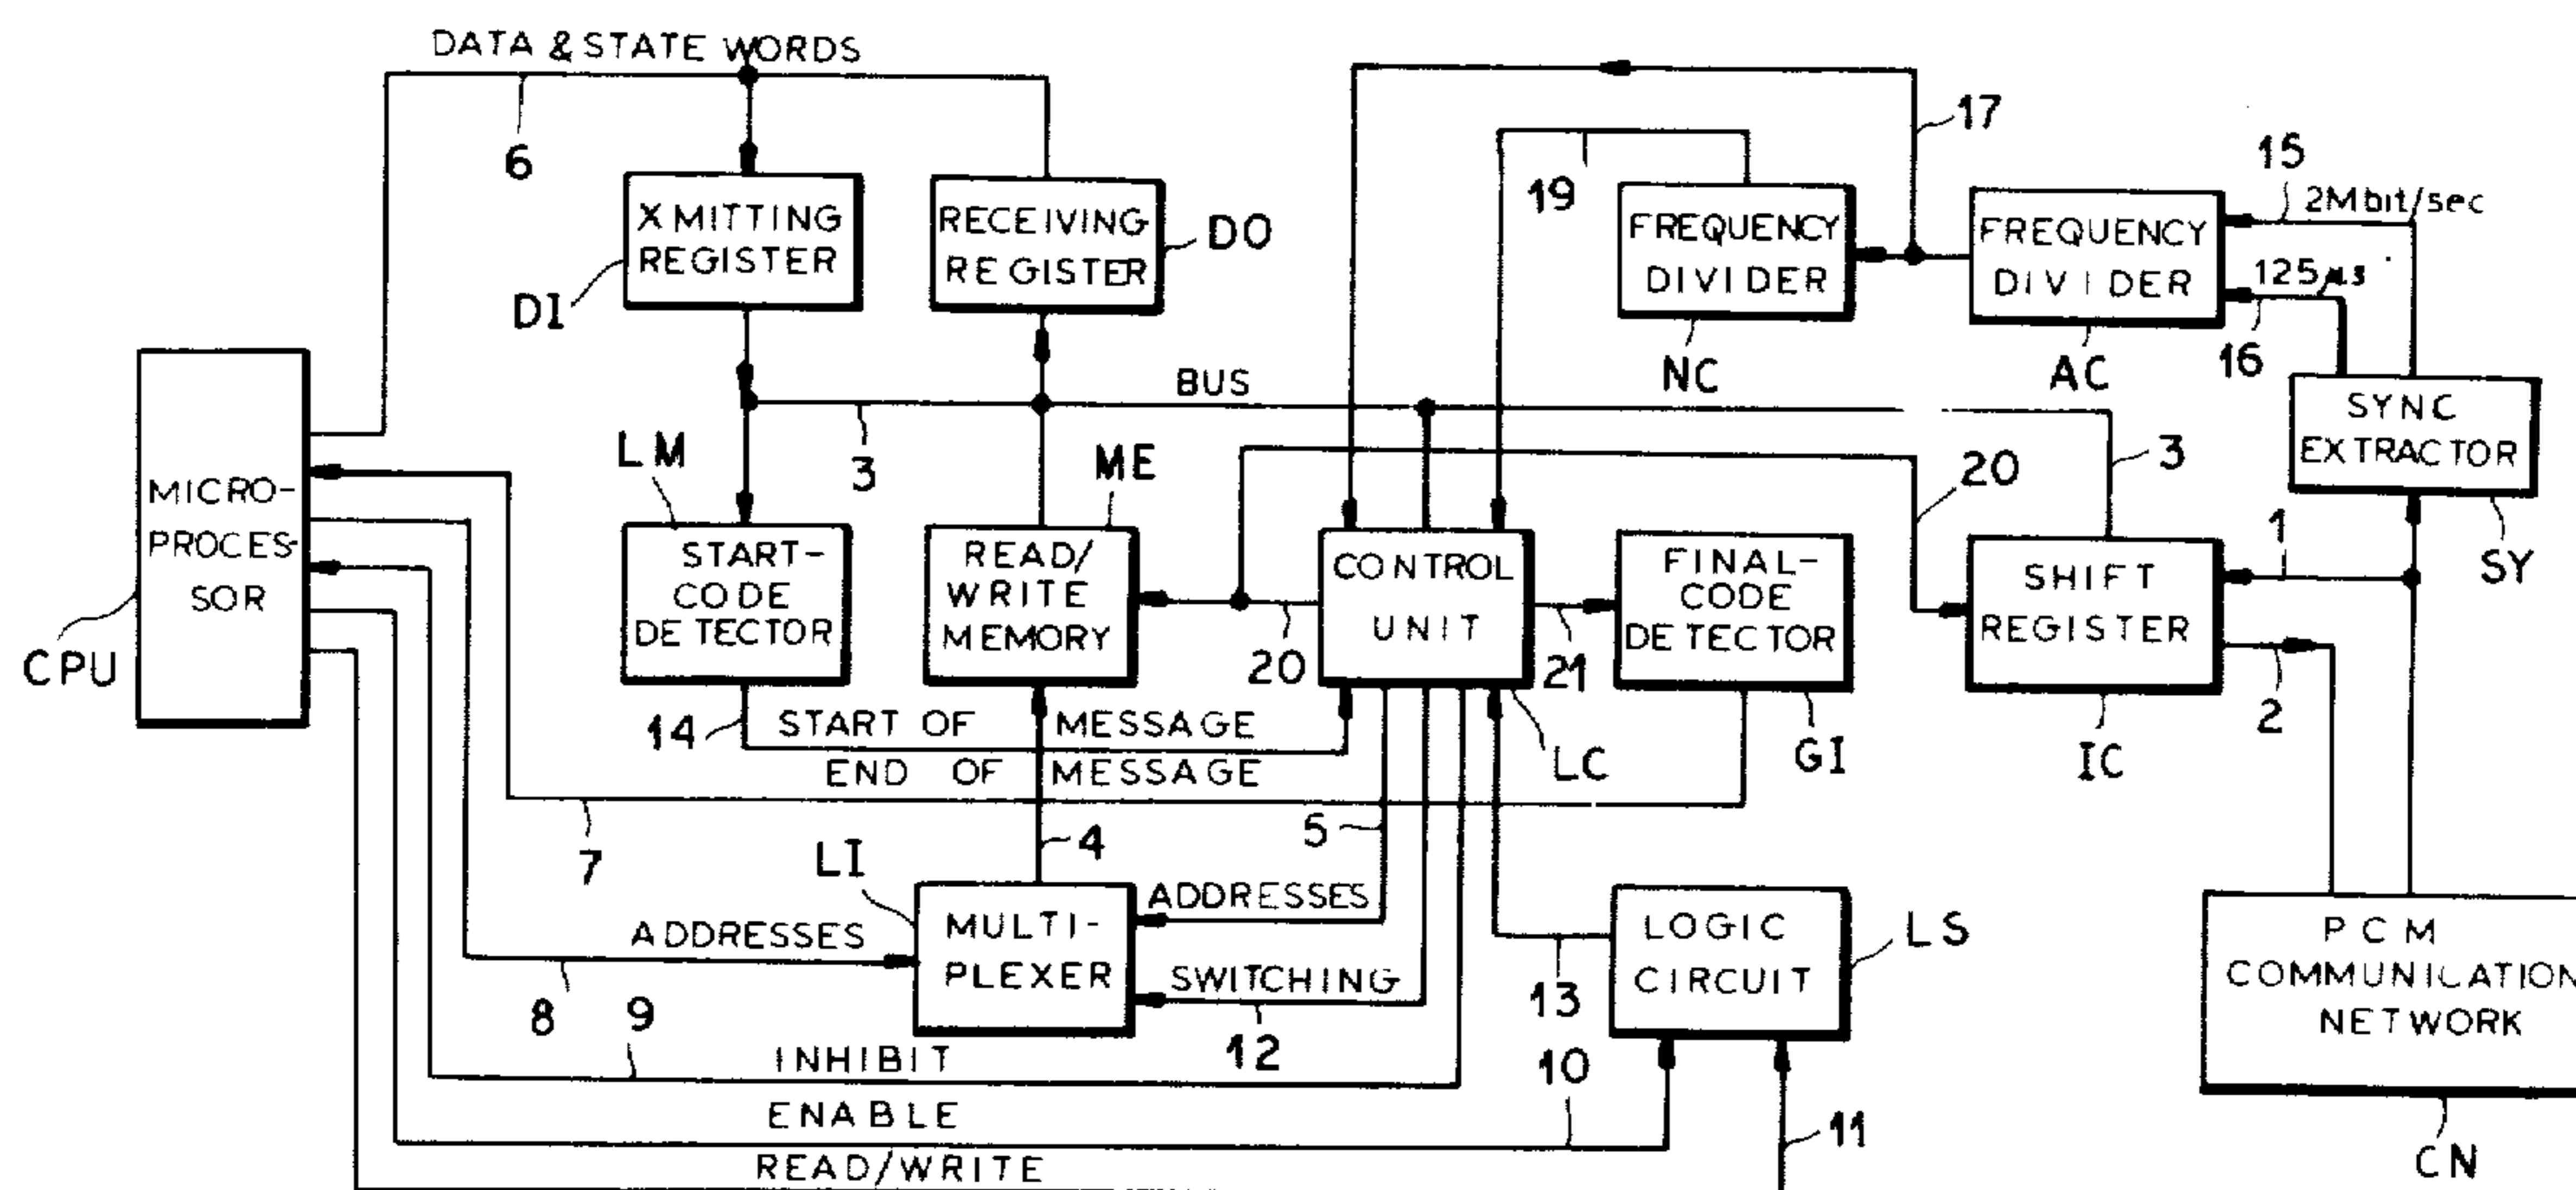 DATA & STATE WORDS
6
17
19
15
2Mbit/sec
125µs
16
XMITTING
REGISTER
DI
RECEIVING
REGISTER
DO
FREQUENCY
DIVIDER
NC
FREQUENCY
DIVIDER
AC
SYNC
EXTRACTOR
SY
BUS
3
3
20
1
2
MICRO-
PROCES-
SOR
CPU
LM
START-
CODE
DETECTOR
ME
READ/
WRITE
MEMORY
20
CONTROL
UNIT
LC
21
FINAL-
CODE
DETECTOR
GI
SHIFT
REGISTER
IC
14
START OF MESSAGE
END OF MESSAGE
7
4
5
LI
MULTI-
PLEXER
ADDRESSES
ADDRESSES
8
SWITCHING
12
13
LOGIC
CIRCUIT
LS
PCM
COMMUNICATION
NETWORK
CN
9
INHIBIT
10
ENABLE
11
READ/WRITE